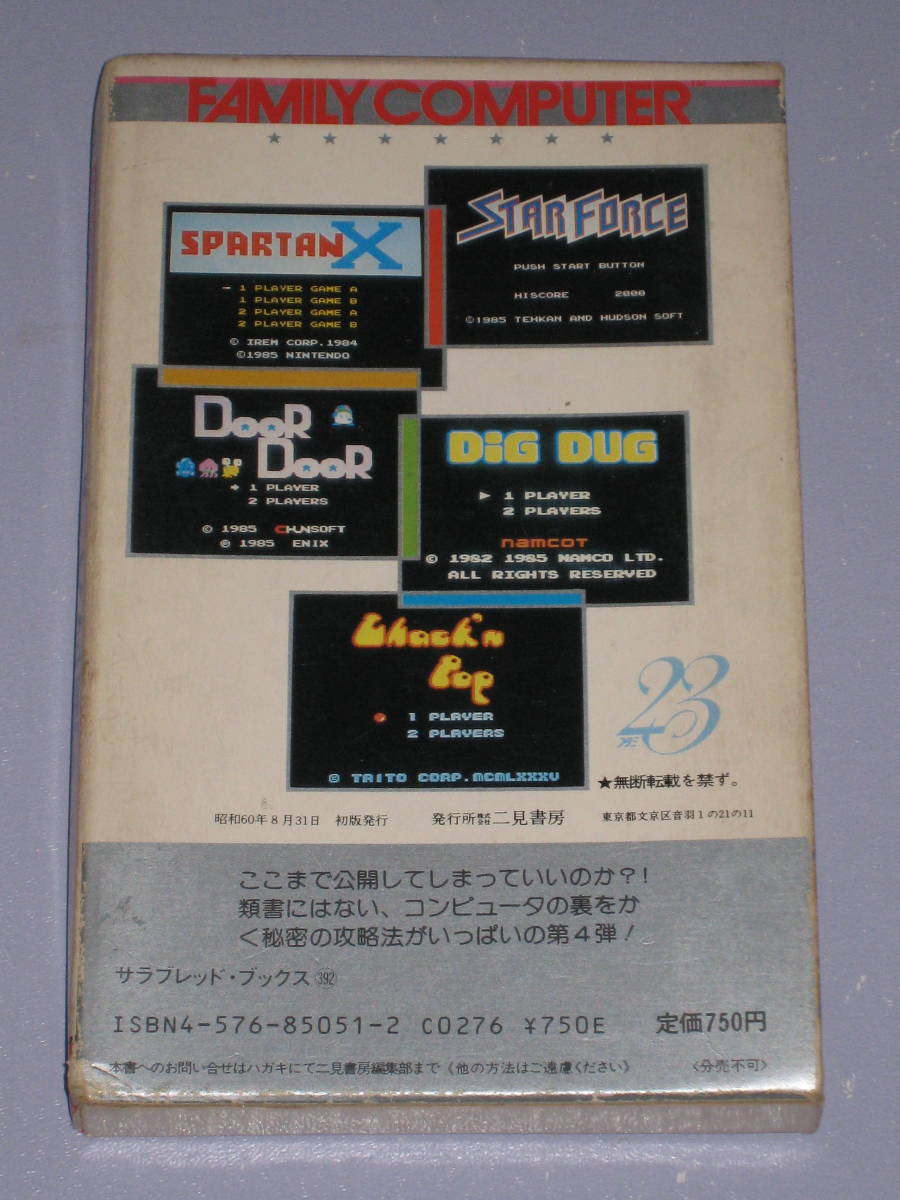 FAMILY COMPUTER™
SPARTAN X
1 PLAYER GAME A
1 PLAYER GAME B
2 PLAYER GAME A
2 PLAYER GAME B
© IREM CORP. 1984
©1985 NINTENDO
STAR FORCE
PUSH START BUTTON
HISCORE 2000
©1985 TEHKAN AND HUDSON SOFT
DOOR
DOOR
1 PLAYER
2 PLAYERS
© 1985 CHUNSOFT
℗ 1985 ENIX
DIG DUG
1 PLAYER
2 PLAYERS
namcot
© 1982 1985 NAMCO LTD.
ALL RIGHTS RESERVED
Chack'n
Pop
1 PLAYER
2 PLAYERS
© TAITO CORP. MCMLXXXV
23
★無断転載を禁ず。
昭和60年8月31日 初版発行 発行所 株式会社 二見書房 東京都文京区音羽1の21の11
ここまで公開してしまっていいのか?!
類書にはない、コンピュータの裏をか
く秘密の攻略法がいっぱいの第4弾!
サラブレッド・ブックス 392
ISBN4-576-85051-2 C0276 ¥750E 定価750円
本書へのお問い合せはハガキにて二見書房編集部まで《他の方法はご遠慮ください》 〈分売不可〉